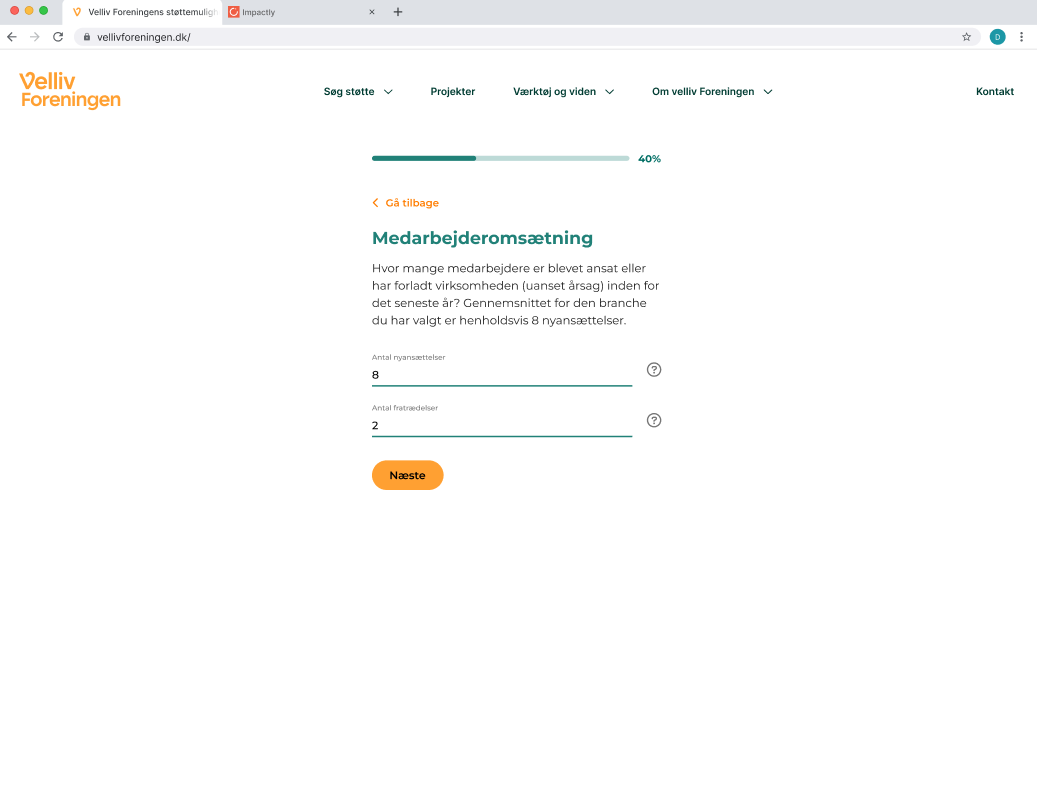 Velliv Foreningens støttemulig
Impactly
vellivforeningen.dk/
D
Velliv
Foreningen
Søg støtte
Projekter
Værktøj og viden
Om velliv Foreningen
Kontakt
40%
Gå tilbage
Medarbejderomsætning
Hvor mange medarbejdere er blevet ansat eller
har forladt virksomheden (uanset årsag) inden for
det seneste år? Gennemsnittet for den branche
du har valgt er henholdsvis 8 nyansættelser.
Antal nyansættelser
8
?
Antal fratrædelser
2
?
Næste